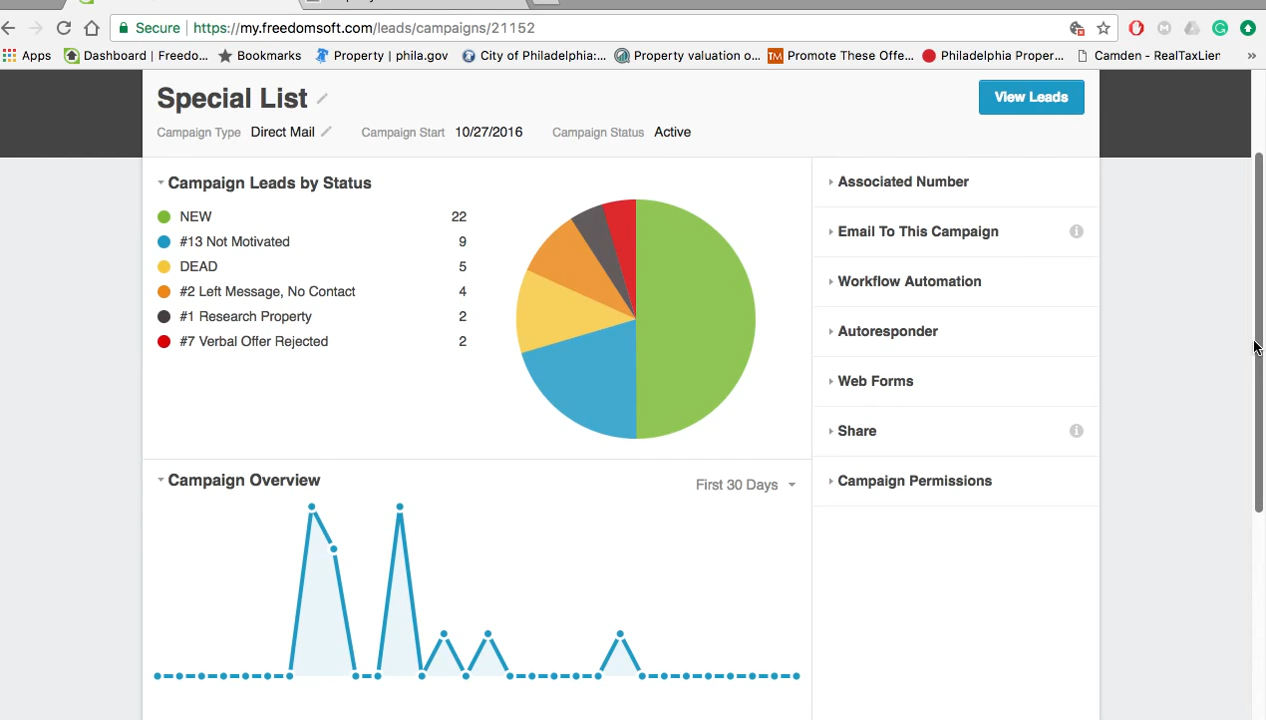 Secure https://my.freedomsoft.com/leads/campaigns/21152
Apps Dashboard | Freedo... Bookmarks Property | phila.gov City of Philadelphia:... Property valuation o... TM Promote These Offe... Philadelphia Proper... Camden - RealTaxLien »
Special List View Leads
Campaign Type Direct Mail Campaign Start 10/27/2016 Campaign Status Active
Campaign Leads by Status
NEW 22
#13 Not Motivated 9
DEAD 5
#2 Left Message, No Contact 4
#1 Research Property 2
#7 Verbal Offer Rejected 2
Associated Number
Email To This Campaign
Workflow Automation
Autoresponder
Web Forms
Share
Campaign Permissions
Campaign Overview First 30 Days